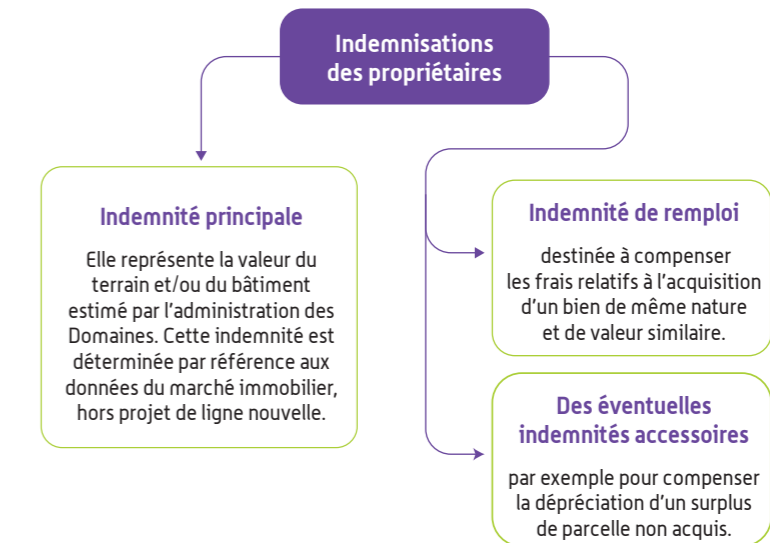 Indemnisations
des propriétaires
Indemnité principale
Elle représente la valeur du
terrain et/ou du bâtiment
estimé par l'administration des
Domaines. Cette indemnité est
déterminée par référence aux
données du marché immobilier,
hors projet de ligne nouvelle.
Indemnité de remploi
destinée à compenser
les frais relatifs à l'acquisition
d'un bien de même nature
et de valeur similaire.
Des éventuelles
indemnités accessoires
par exemple pour compenser
la dépréciation d'un surplus
de parcelle non acquis.